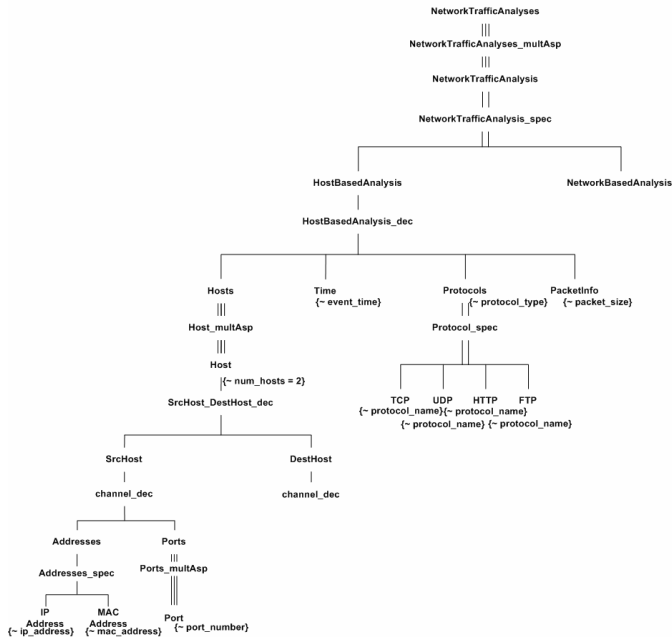 NetworkTrafficAnalyses
NetworkTrafficAnalyses_multAsp
NetworkTrafficAnalysis
NetworkTrafficAnalysis_spec
HostBasedAnalysis
NetworkBasedAnalysis
HostBasedAnalysis_dec
Hosts
Time
Protocols
PacketInfo
{~ event_time}
{~ protocol_type}
{~ packet_size}
Host_multAsp
Protocol_spec
Host
{~ num_hosts = 2}
SrcHost_DestHost_dec
TCP
UDP
HTTP
FTP
{~ protocol_name}
{~ protocol_name}
{~ protocol_name}
{~ protocol_name}
SrcHost
DestHost
channel_dec
channel_dec
Addresses
Ports
Addresses_spec
Ports_multAsp
IP
Address
{~ ip_address}
MAC
Address
{~ mac_address}
Port
{~ port_number}